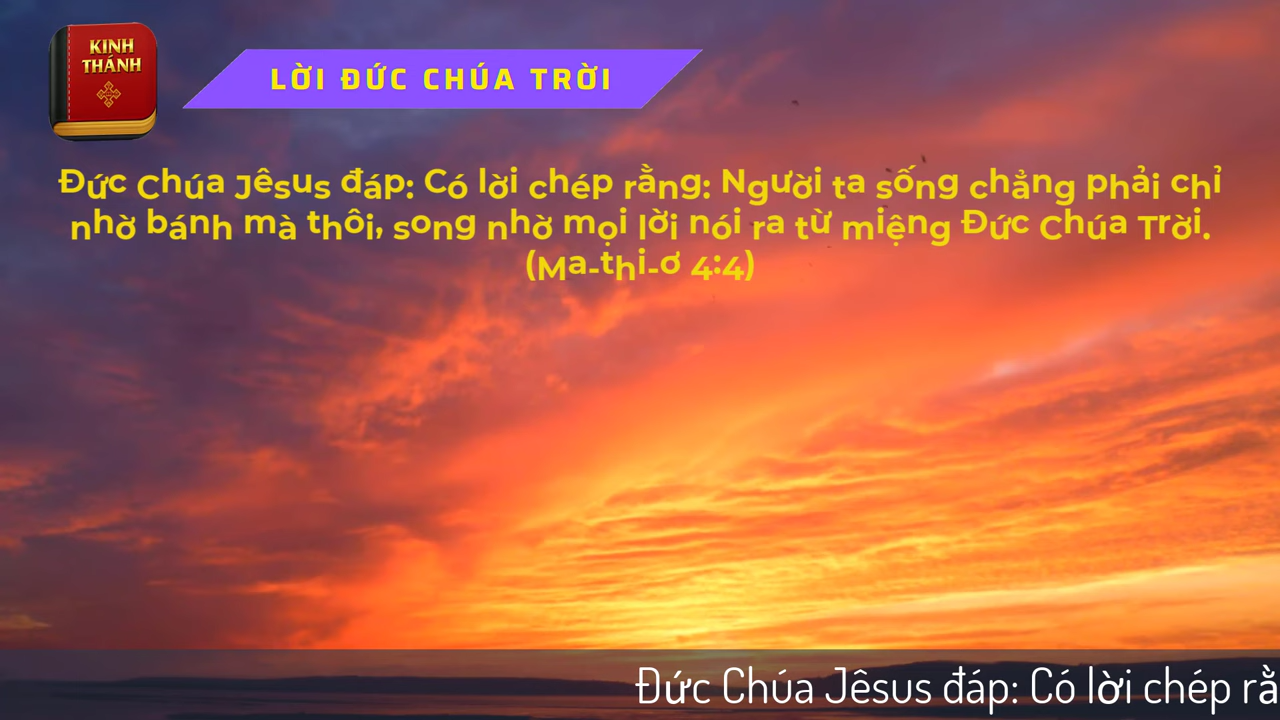 KINH
THÁNH
LỜI ĐỨC CHÚA TRỜI
Đức Chúa Jêsus đáp: Có lời chép rằng: Người ta sống chẳng phải chỉ
nhờ bánh mà thôi, song nhờ mọi lời nói ra từ miệng Đức Chúa Trời.
(Ma-thi-ơ 4:4)
Đức Chúa Jêsus đáp: Có lời chép rằ